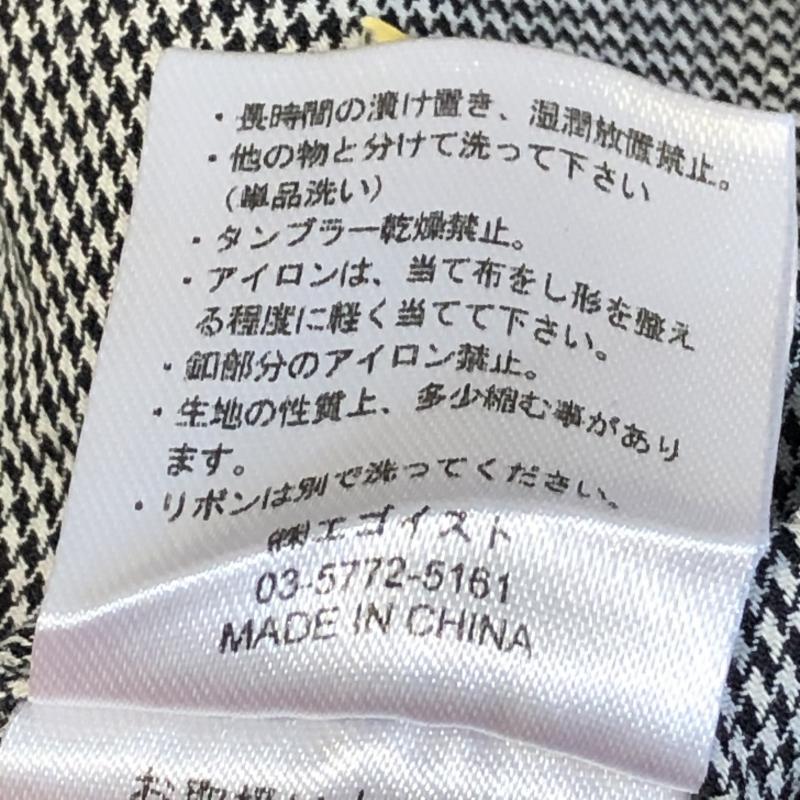 ・長時間の漬け置き、湿潤放置禁止。
・他の物と分けて洗って下さい
(単品洗い)
・タンブラー乾燥禁止。
・アイロンは、当て布をし形を整え
る程度に軽く当てて下さい。
・釦部分のアイロン禁止。
・生地の性質上、多少縮む事があり
ます。
・リボンは別で洗ってください。
㈱エゴイスト
03-5772-5161
MADE IN CHINA